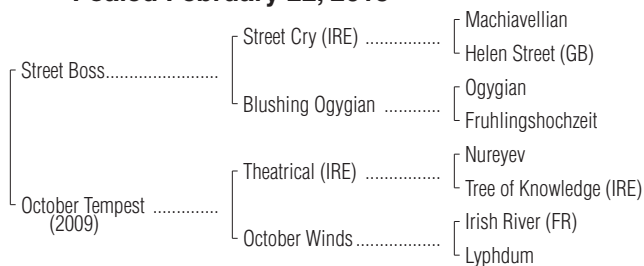 Foaled February 22,
Machiavellian
Street Cry (IRE) ................
Helen Street (GB)
Street Boss........................
Ogygian
Blushing Ogygian ............
Fruhlingshochzeit
Nureyev
Theatrical (IRE) ................
Tree of Knowledge (IRE)
October Tempest ..............
(2009)
Irish River (FR)
October Winds..................
Lyphdum